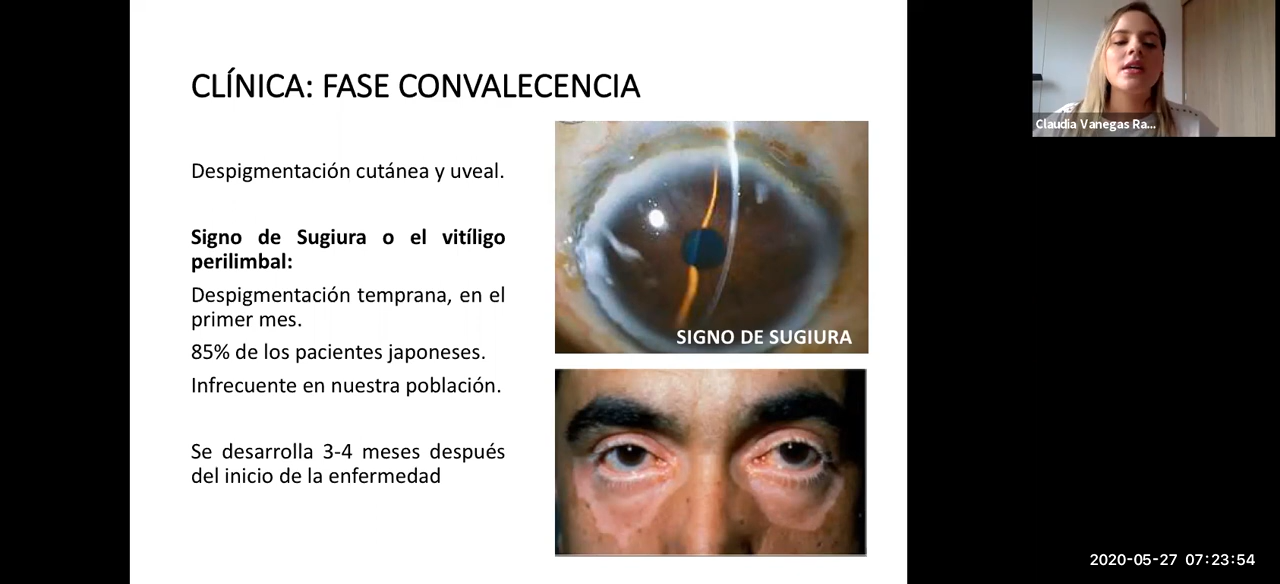 CLÍNICA: FASE CONVALECENCIA
Despigmentación cutánea y uveal.
Signo de Sugiura o el vitíligo
perilimbal:
Despigmentación temprana, en el
primer mes.
85% de los pacientes japoneses.
Infrecuente en nuestra población.
Se desarrolla 3-4 meses después
del inicio de la enfermedad
SIGNO DE SUGIURA
Claudia Vanegas Ra...
2020-05-27 07:23:54